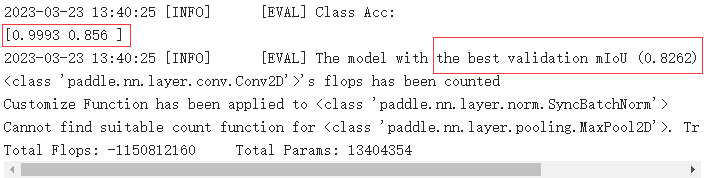 2023-03-23 13:40:25 [INFO] [EVAL] Class Acc:
[0.9993 0.856 ]
2023-03-23 13:40:25 [INFO] [EVAL] The model with the best validation mIoU (0.8262)
<class 'paddle.nn.layer.conv.Conv2D'>'s flops has been counted
Customize Function has been applied to <class 'paddle.nn.layer.norm.SyncBatchNorm'>
Cannot find suitable count function for <class 'paddle.nn.layer.pooling.MaxPool2D'>. Tr
Total Flops: -1150812160 Total Params: 13404354